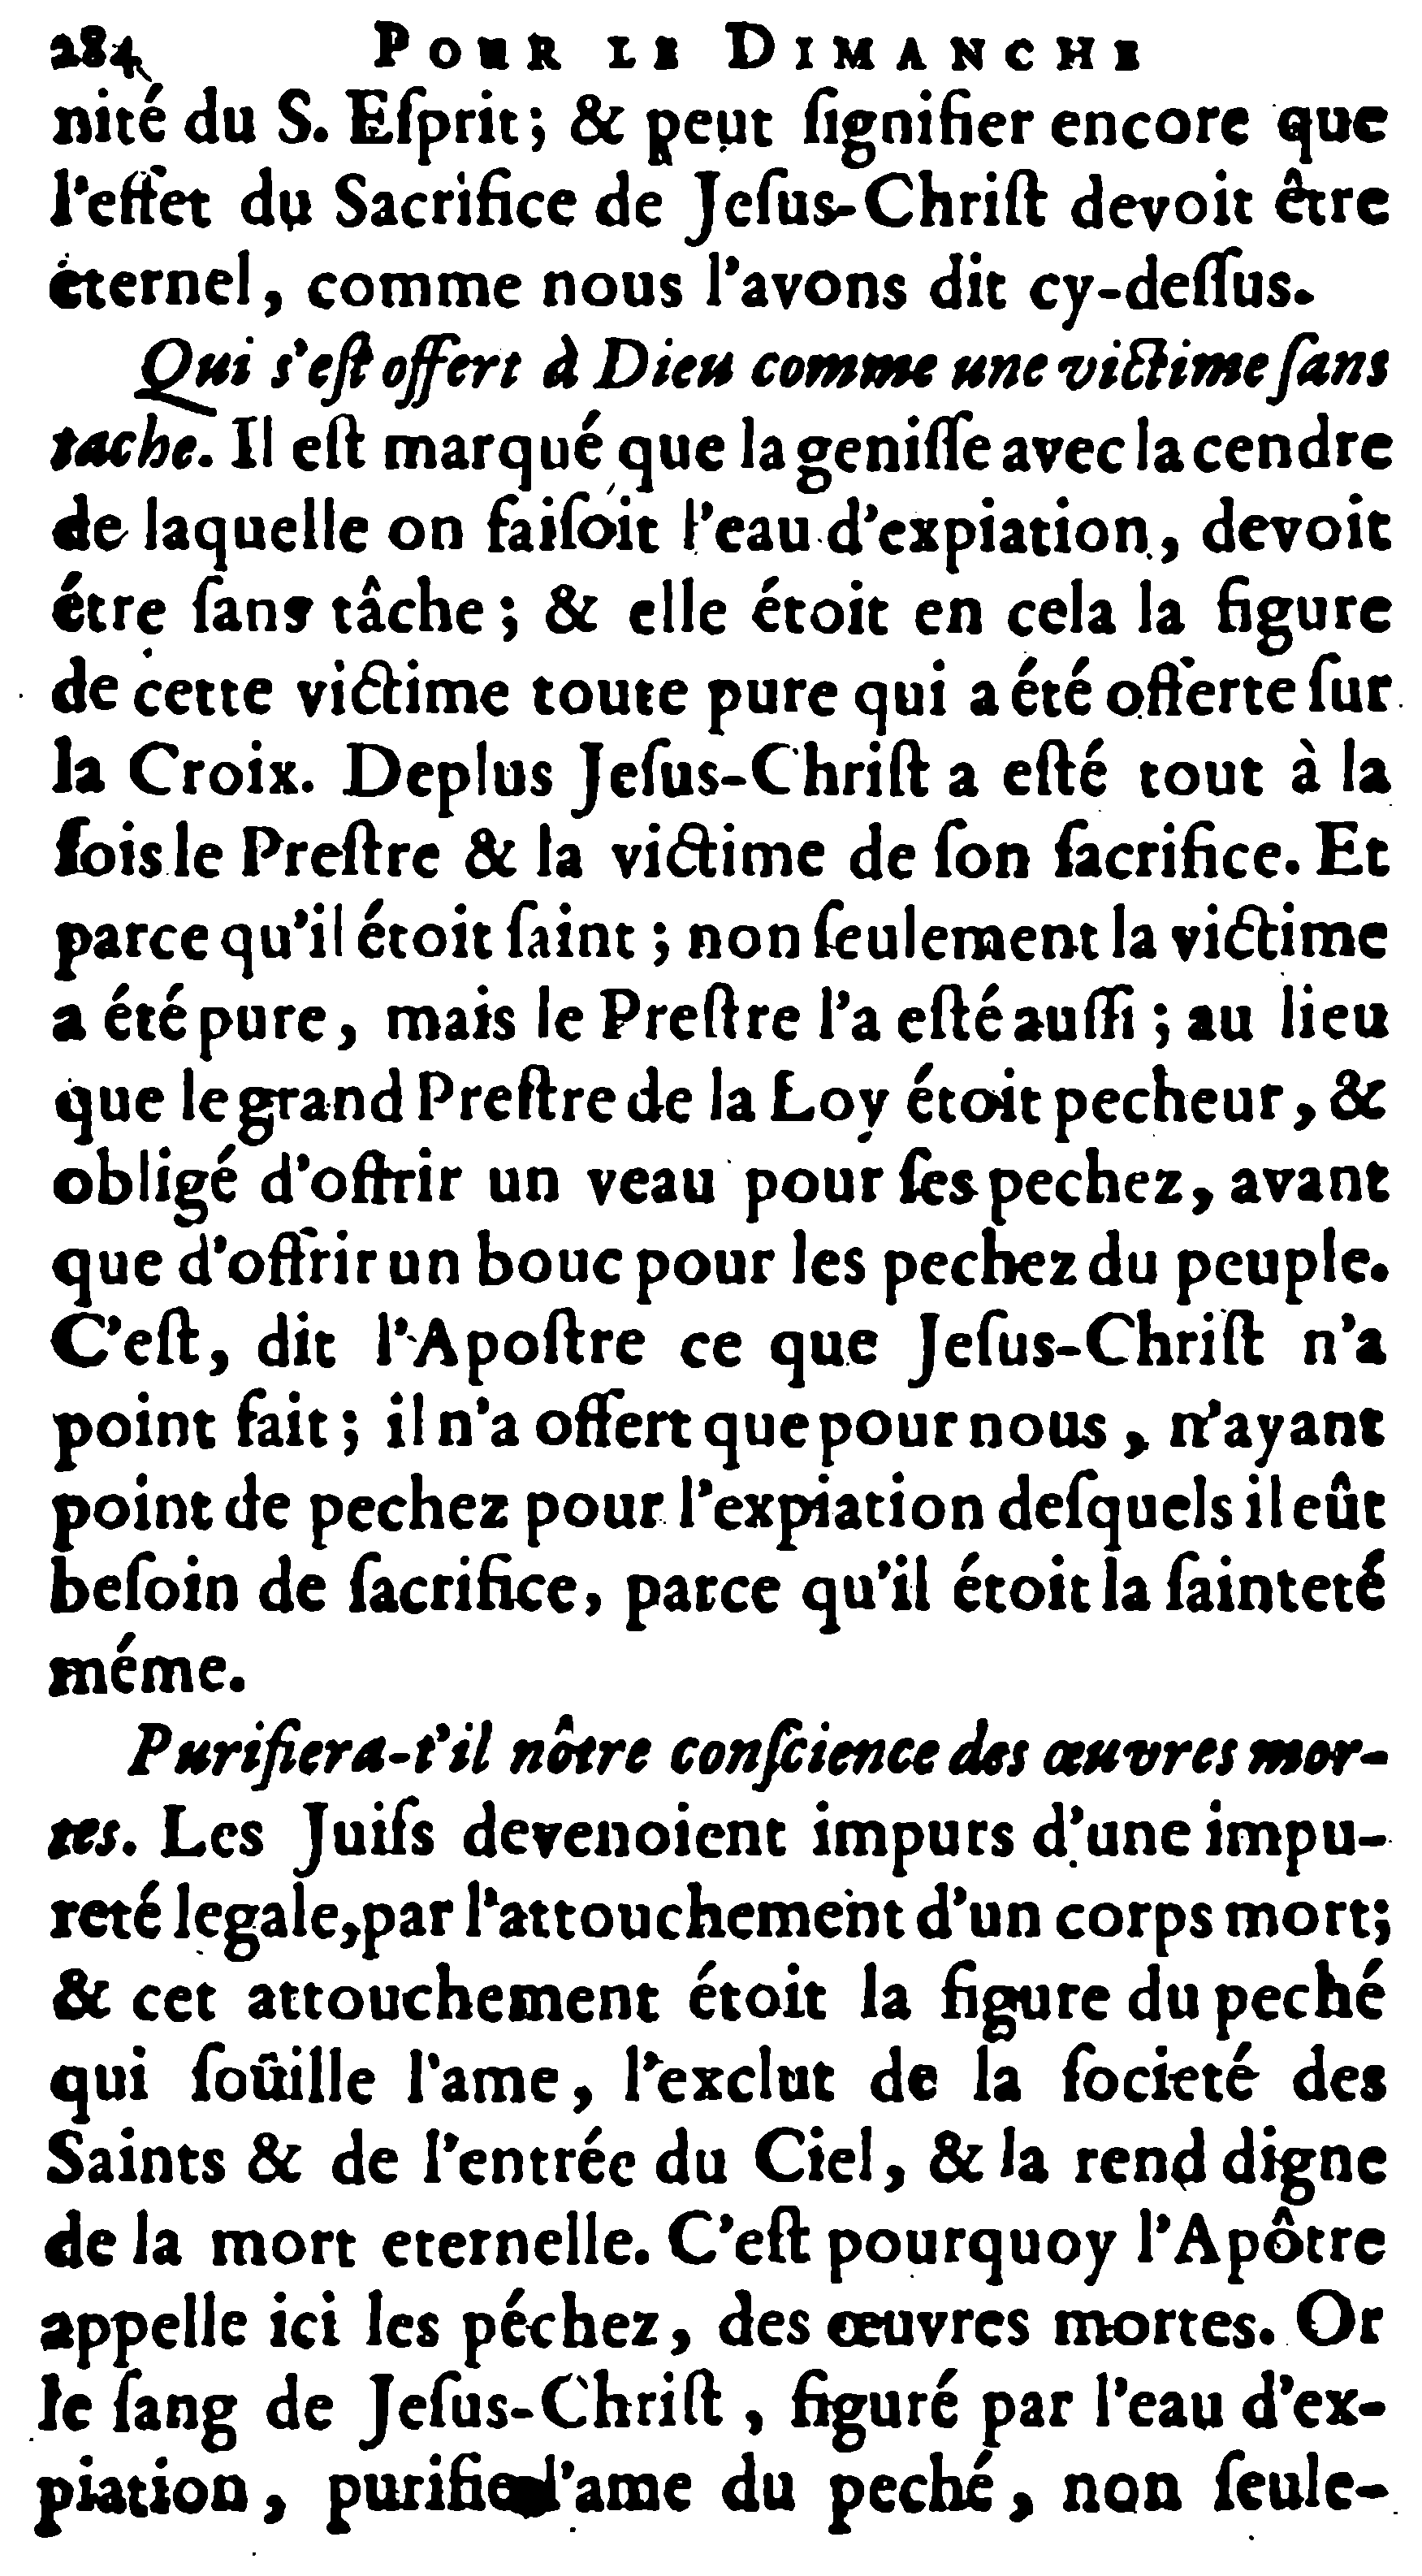 284 POUR LE DIMANCHE
nité du S. Eſprit ; & peut ſignifier encore que
l'effet du Sacrifice de Jeſus-Chriſt devoit être
éternel, comme nous l'avons dit cy-deſſus.
Qui s'eſt offert à Dieu comme une victime ſans
tache. Il eſt marqué que la geniſſe avec la cendre
de laquelle on faiſoit l'eau d'expiation, devoit
étre ſans tâche ; & elle étoit en cela la figure
de cette victime toute pure qui a été offerte ſur
la Croix. Deplus Jeſus-Chriſt a eſté tout à la
fois le Preſtre & la victime de ſon ſacrifice. Et
parce qu'il étoit ſaint ; non ſeulement la victime
a été pure, mais le Preſtre l'a eſté auſſi ; au lieu
que le grand Preſtre de la Loy étoit pecheur, &
obligé d'offrir un veau pour ſes pechez, avant
que d'offrir un bouc pour les pechez du peuple.
C'eſt, dit l'Apoſtre ce que Jeſus-Chriſt n'a
point fait ; il n'a offert que pour nous, n'ayant
point de pechez pour l'expiation deſquels il eût
beſoin de ſacrifice, parce qu'il étoit la ſainteté
méme.
Purifiera-t'il nôtre conſcience des œuvres mor-
tes. Les Juifs devenoient impurs d'une impu-
reté legale, par l'attouchement d'un corps mort;
& cet attouchement étoit la figure du peché
qui ſoüille l'ame, l'exclut de la ſocieté des
Saints & de l'entrée du Ciel, & la rend digne
de la mort eternelle. C'eſt pourquoy l'Apôtre
appelle ici les péchez, des œuvres mortes. Or
le ſang de Jeſus-Chriſt, figuré par l'eau d'ex-
piation, purifie l'ame du peché, non ſeule-